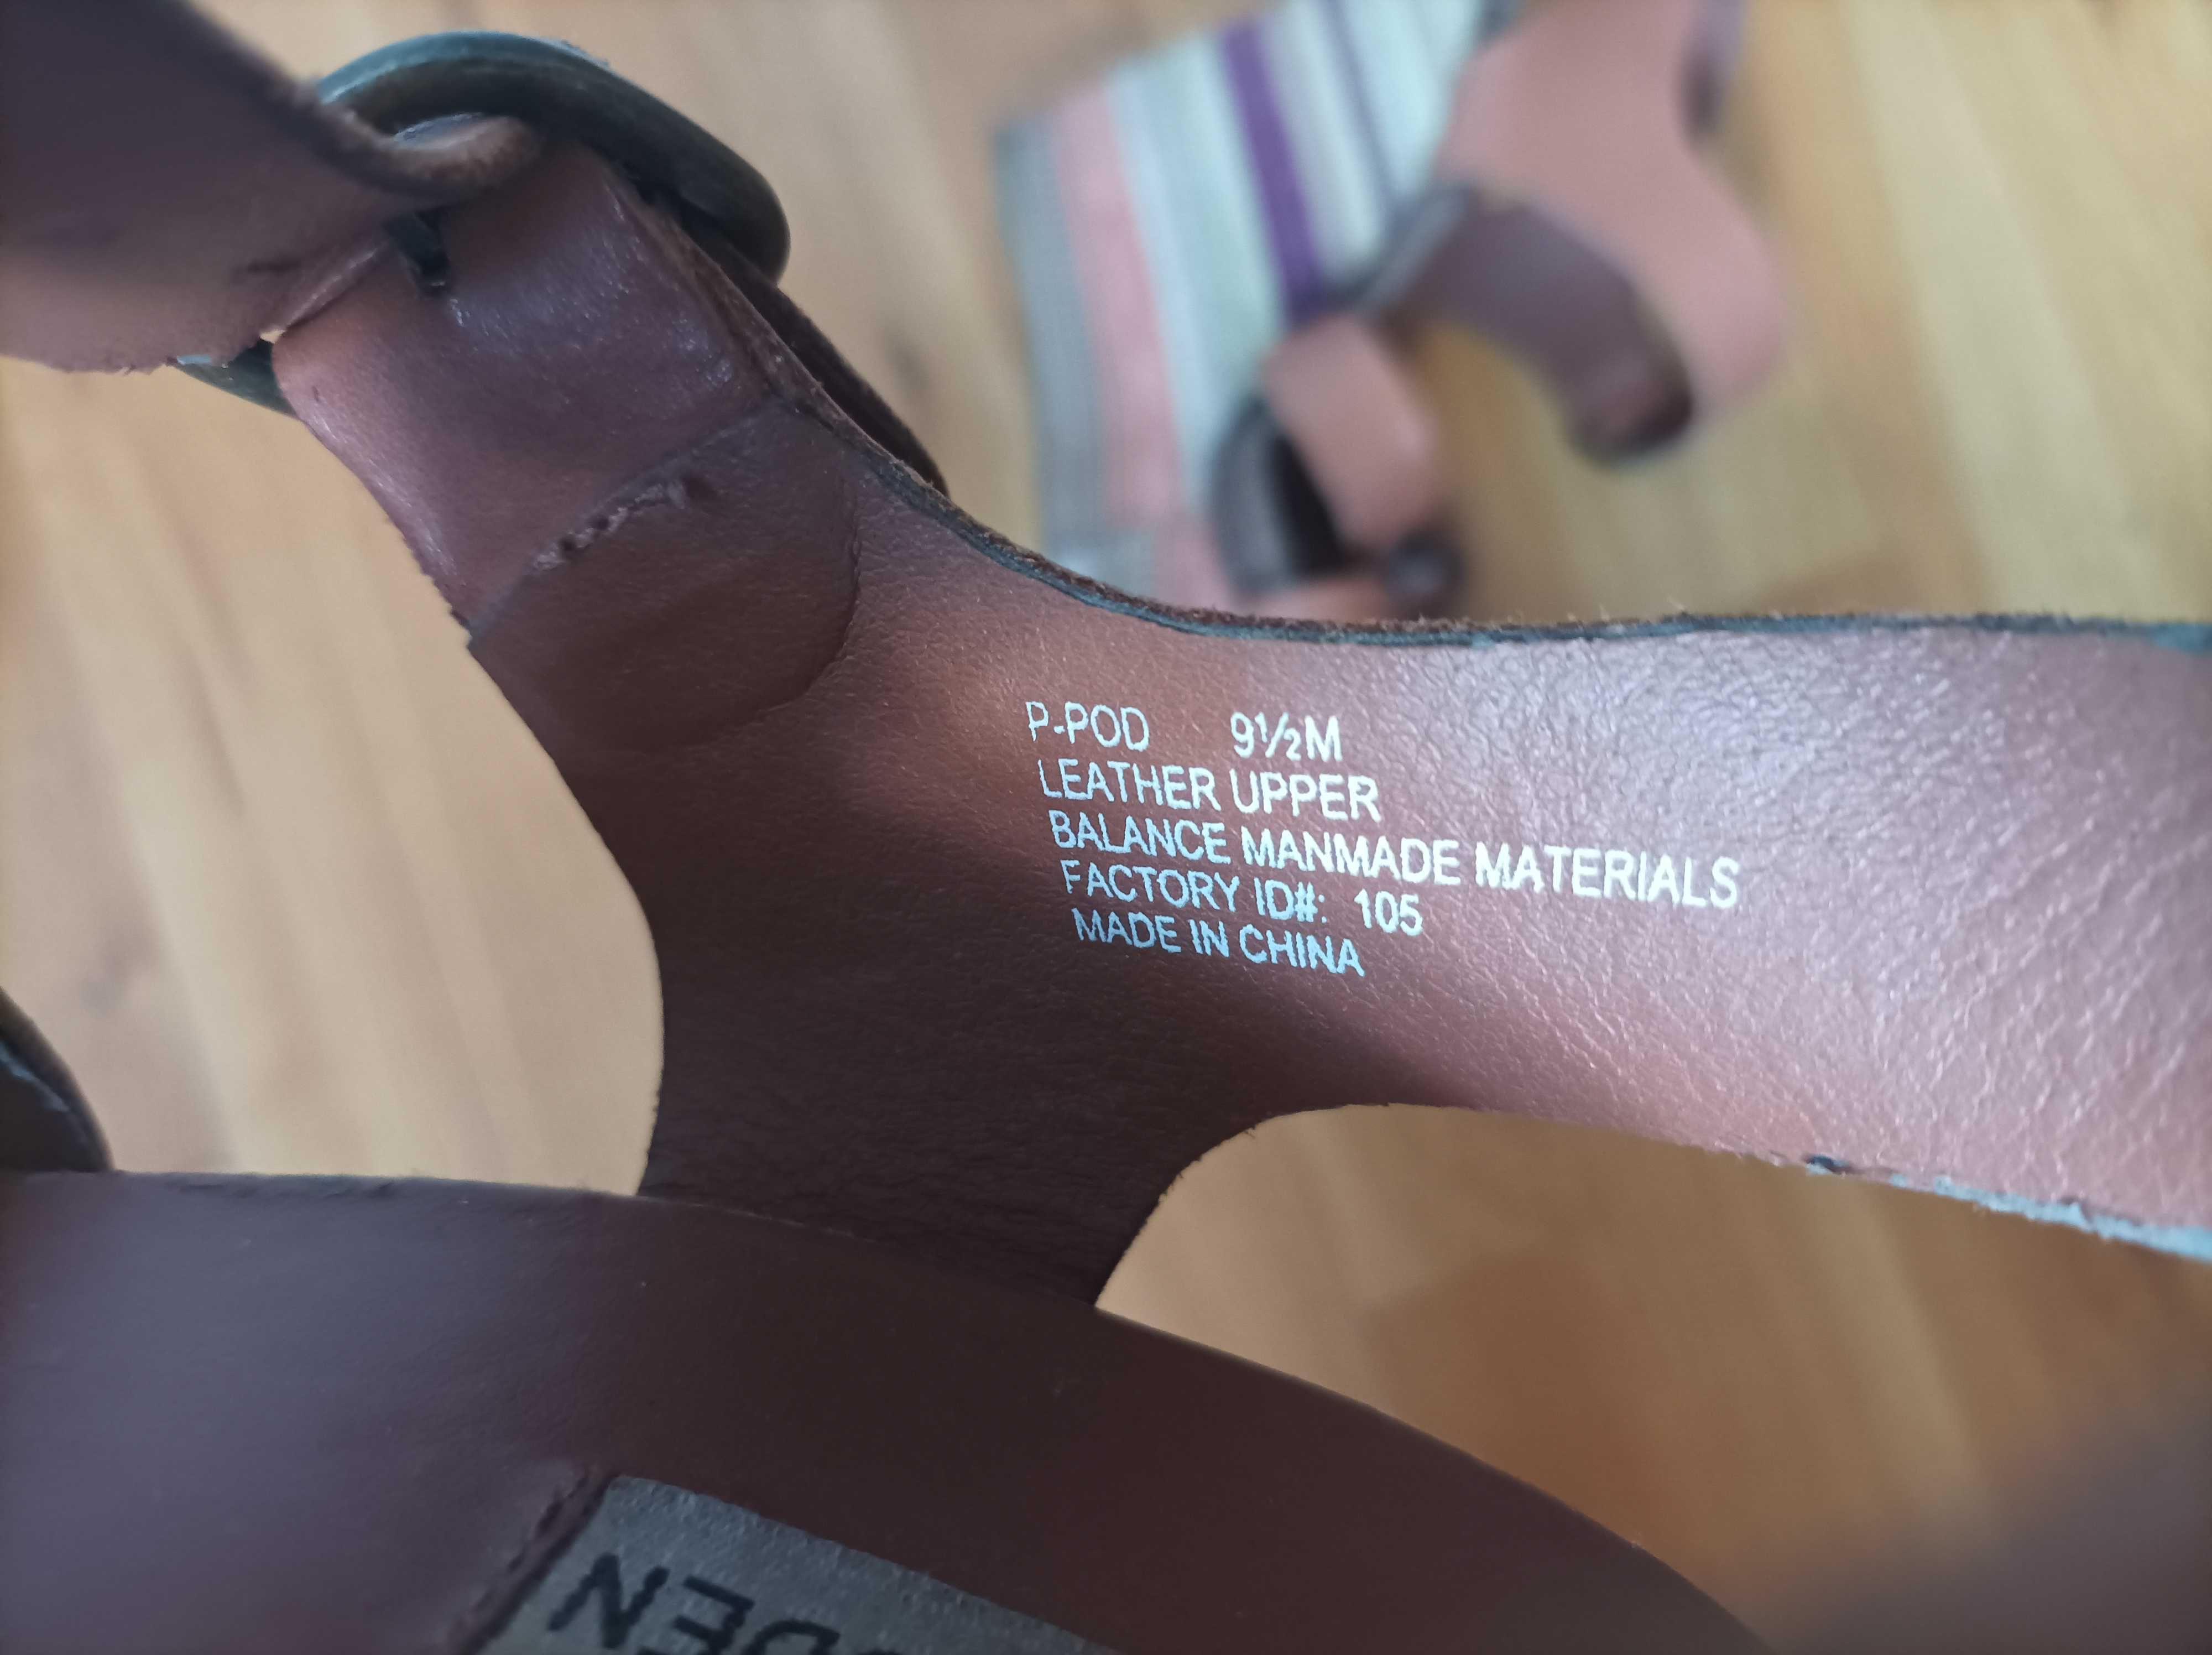 P-POD 9½M
LEATHER UPPER
BALANCE MANMADE MATERIALS
FACTORY ID#: 105
MADE IN CHINA